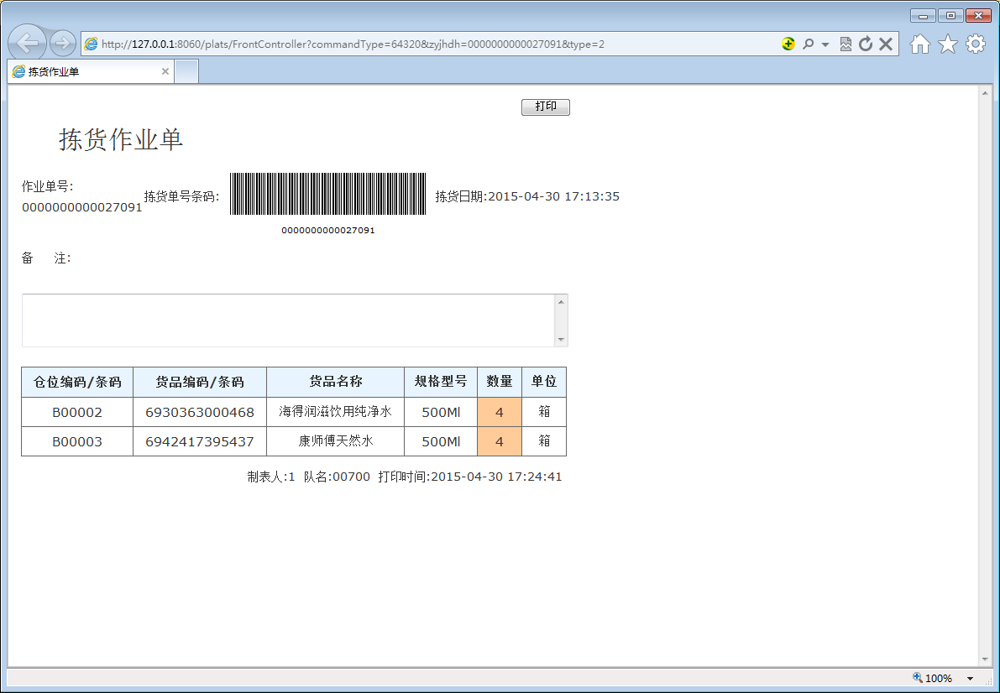 http://127.0.0.1:8060/plats/FrontController?commandType=64320&zyjhdh=0000000000027091&type=2
拣货作业单
打印
拣货作业单
作业单号:
0000000000027091
拣货单号条码:
拣货日期:2015-04-30 17:13:35
0000000000027091
备 注:
仓位编码/条码 货品编码/条码 货品名称 规格型号 数量 单位
B00002 6930363000468 海得润滋饮用纯净水 500Ml 4 箱
B00003 6942417395437 康师傅天然水 500Ml 4 箱
制表人:1 队名:00700 打印时间:2015-04-30 17:24:41
100%